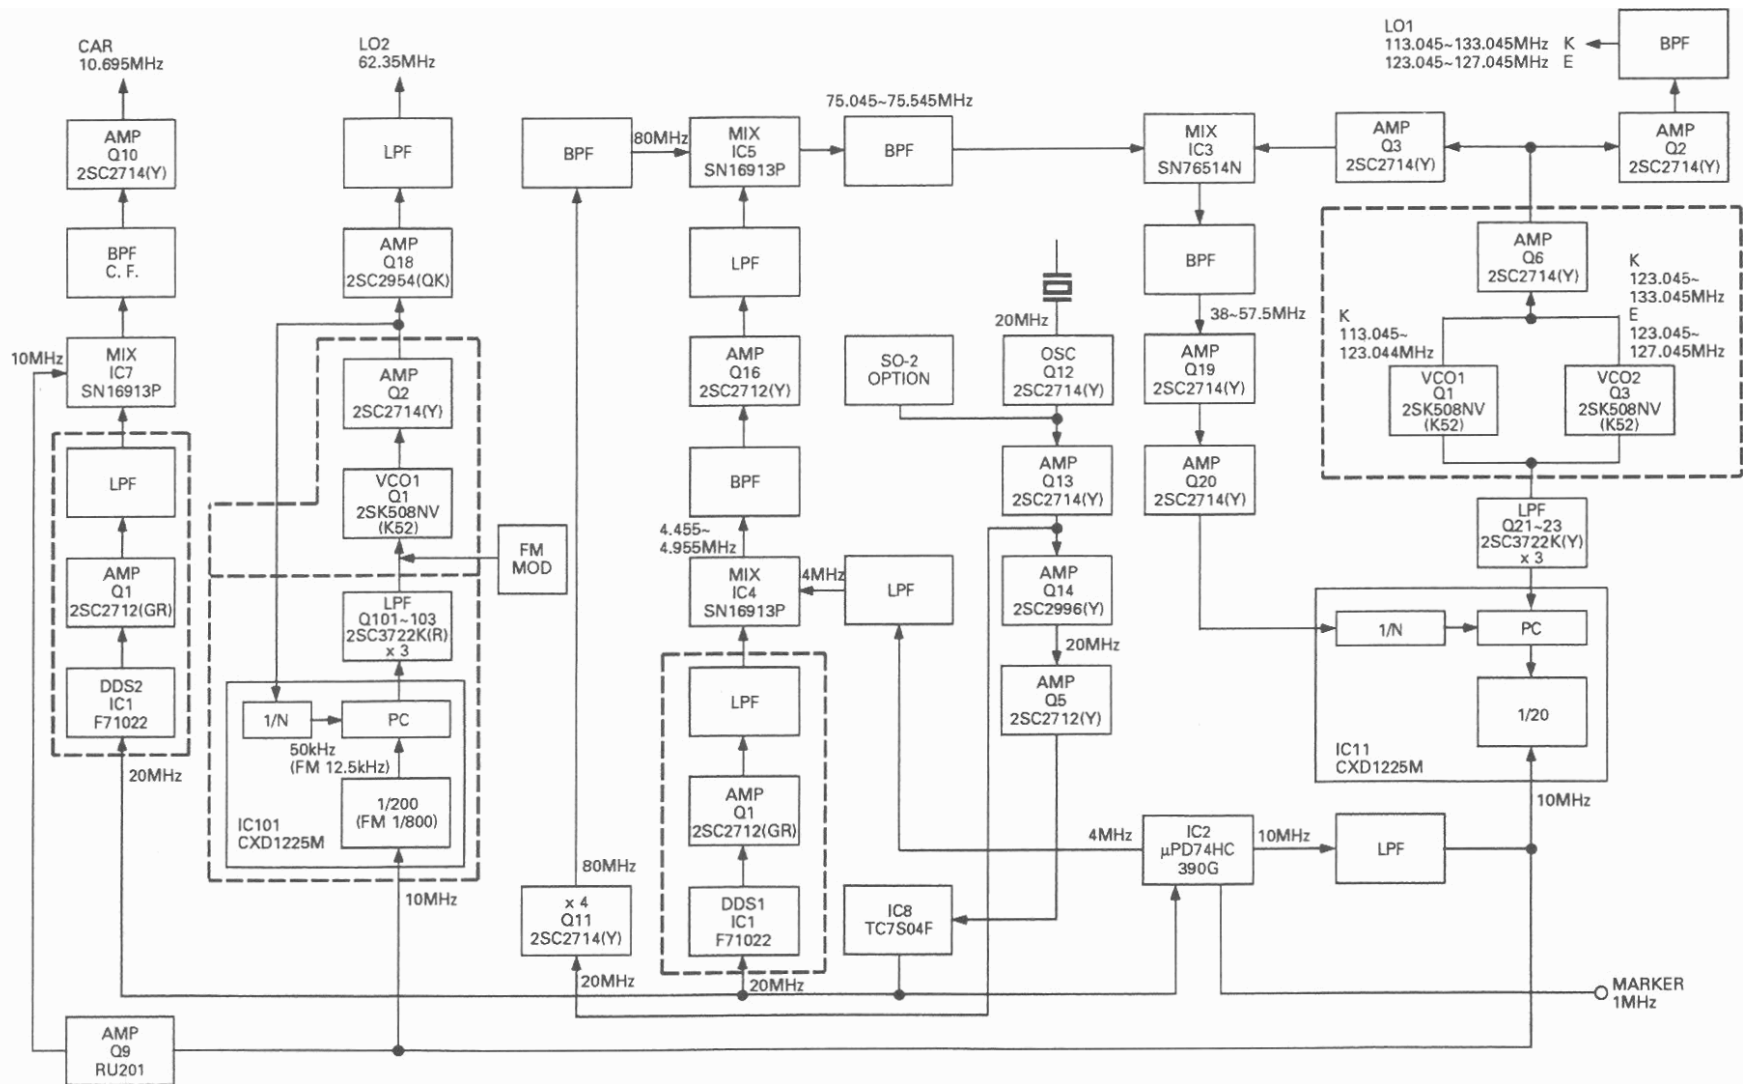 CAR
10.695MHz
AMP
Q10
2SC2714(Y)
BPF
C. F.
10MHz
MIX
IC7
SN16913P
LPF
AMP
Q1
2SC2712(GR)
DDS2
IC1
F71022
20MHz
AMP
Q9
RU201
LO2
62.35MHz
LPF
AMP
Q18
2SC2954(QK)
AMP
Q2
2SC2714(Y)
VCO1
Q1
2SK508NV
(K52)
FM
MOD
LPF
Q101~103
2SC3722K(R)
x 3
1/N
PC
50kHz
(FM 12.5kHz)
1/200
(FM 1/800)
IC101
CXD1225M
10MHz
BPF
80MHz
80MHz
x 4
Q11
2SC2714(Y)
20MHz
MIX
IC5
SN16913P
LPF
AMP
Q16
2SC2712(Y)
BPF
4.455~
4.955MHz
MIX
IC4
SN16913P
4MHz
LPF
LPF
AMP
Q1
2SC2712(GR)
DDS1
IC1
F71022
20MHz
75.045~75.545MHz
BPF
SO-2
OPTION
20MHz
OSC
Q12
2SC2714(Y)
AMP
Q13
2SC2714(Y)
AMP
Q14
2SC2996(Y)
20MHz
AMP
Q5
2SC2712(Y)
IC8
TC7S04F
MIX
IC3
SN76514N
BPF
38~57.5MHz
AMP
Q19
2SC2714(Y)
AMP
Q20
2SC2714(Y)
4MHz
IC2
μPD74HC
390G
10MHz
LPF
LO1
113.045~133.045MHz K
123.045~127.045MHz E
BPF
AMP
Q3
2SC2714(Y)
AMP
Q2
2SC2714(Y)
AMP
Q6
2SC2714(Y)
K
123.045~
133.045MHz
E
123.045~
127.045MHz
K
113.045~
123.044MHz
VCO1
Q1
2SK508NV
(K52)
VCO2
Q3
2SK508NV
(K52)
LPF
Q21~23
2SC3722K(Y)
x 3
1/N
PC
1/20
IC11
CXD1225M
10MHz
MARKER
1MHz